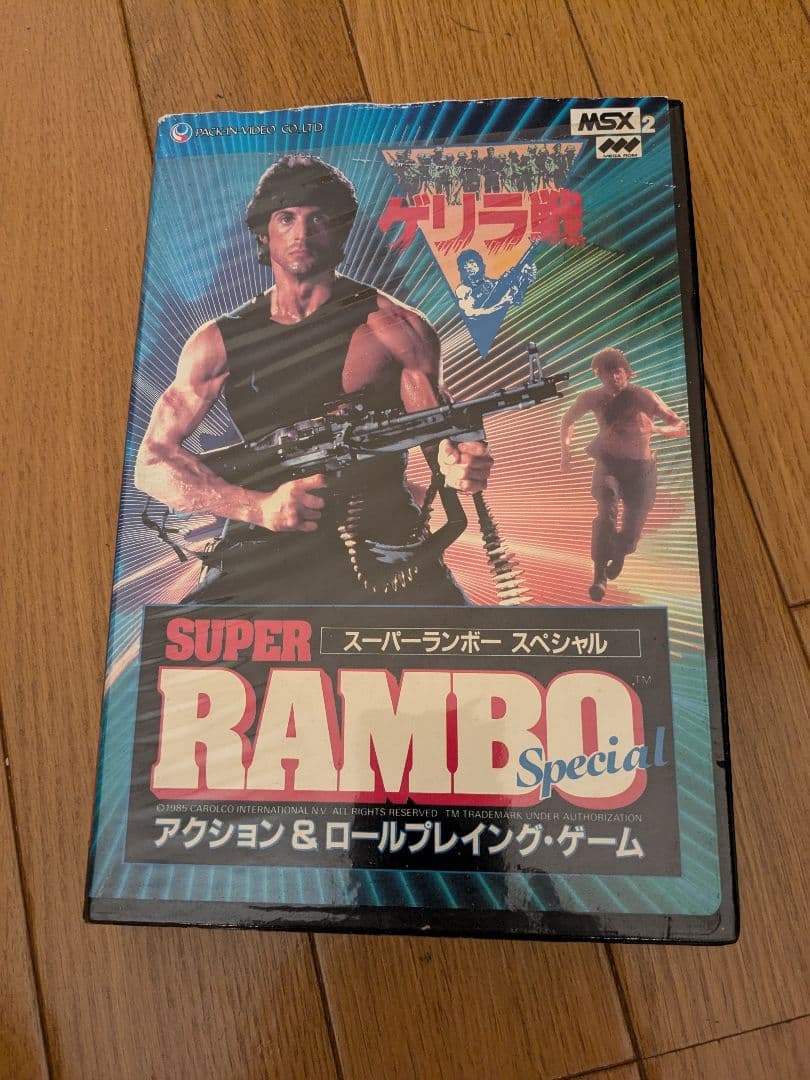 PACK-IN-VIDEO CO.,LTD.
MSX2
MEGA ROM
ゲリラ戦
SUPER
スーパーランボー スペシャル
RAMBO
TM
Special
©1985 CAROLCO INTERNATIONAL N.V. ALL RIGHTS RESERVED TM TRADEMARK UNDER AUTHORIZATION
アクション&ロールプレイング・ゲーム